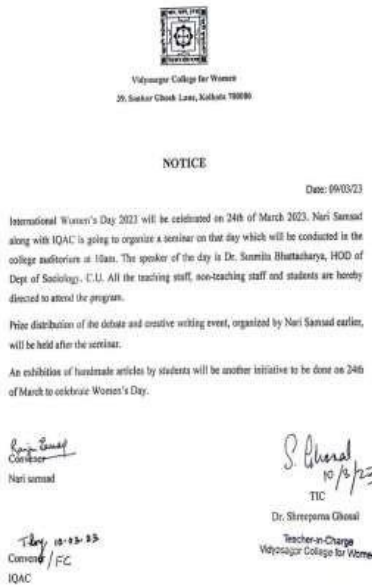 Vidyasagar College for Women
39, Sankar Ghosh Lane, Kolkata 700006
NOTICE
Date: 09/03/23
International Women's Day 2023 will be celebrated on 24th of March 2023. Nari Samsad
along with IQAC is going to organize a seminar on that day which will be conducted in the
college auditorium at 10am. The speaker of the day is Dr. Susmita Bhattacharya, HOD of
Dept of Sociology, C.U. All the teaching staff, non-teaching staff and students are hereby
directed to attend the program.
Prize distribution of the debate and creative writing event, organized by Nari Samsad earlier,
will be held after the seminar.
An exhibition of handmade articles by students will be another initiative to be done on 24th
of March to celebrate Women's Day.
Convenor
Nari samsad
S. Ghosal
10/3/23
TIC
Dr. Shreeparna Ghosal
Teacher-in-Charge
Vidyasagar College for Women
10-03-23
Convenor / FC
IQAC